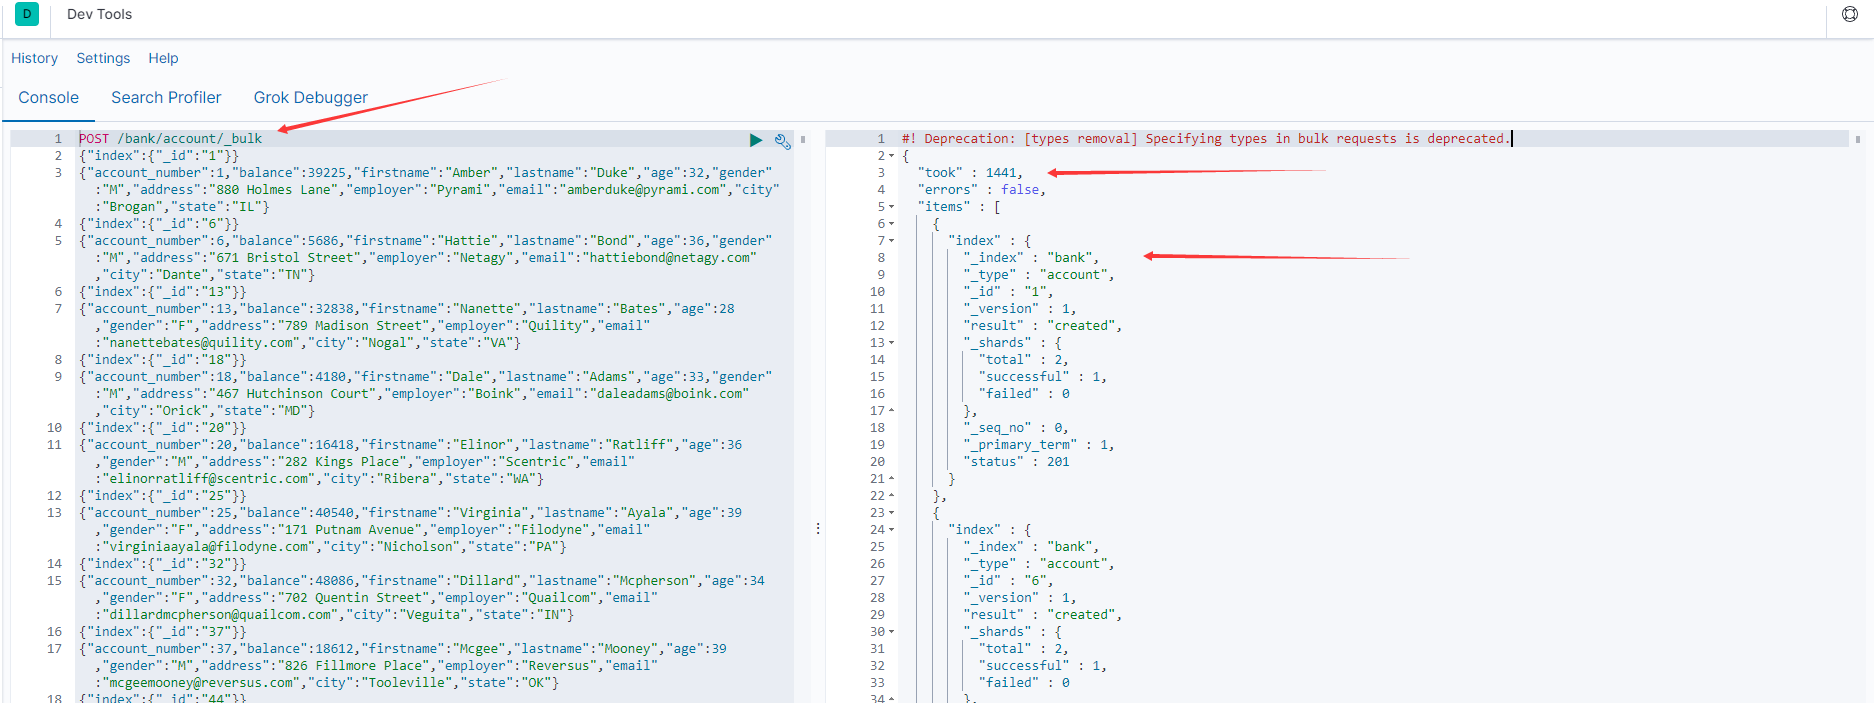 D
Dev Tools
History Settings Help
Console Search Profiler Grok Debugger
1 POST /bank/account/_bulk
2 {"index":{"_id":"1"}}
3 {"account_number":1,"balance":39225,"firstname":"Amber","lastname":"Duke","age":32,"gender"
:"M","address":"880 Holmes Lane","employer":"Pyrami","email":"amberduke@pyrami.com","city"
:"Brogan","state":"IL"}
4 {"index":{"_id":"6"}}
5 {"account_number":6,"balance":5686,"firstname":"Hattie","lastname":"Bond","age":36,"gender"
:"M","address":"671 Bristol Street","employer":"Netagy","email":"hattiebond@netagy.com"
,"city":"Dante","state":"TN"}
6 {"index":{"_id":"13"}}
7 {"account_number":13,"balance":32838,"firstname":"Nanette","lastname":"Bates","age":28
,"gender":"F","address":"789 Madison Street","employer":"Quility","email"
:"nanettebates@quility.com","city":"Nogal","state":"VA"}
8 {"index":{"_id":"18"}}
9 {"account_number":18,"balance":4180,"firstname":"Dale","lastname":"Adams","age":33,"gender"
:"M","address":"467 Hutchinson Court","employer":"Boink","email":"daleadams@boink.com"
,"city":"Orick","state":"MD"}
10 {"index":{"_id":"20"}}
11 {"account_number":20,"balance":16418,"firstname":"Elinor","lastname":"Ratliff","age":36
,"gender":"M","address":"282 Kings Place","employer":"Scentric","email"
:"elinorratliff@scentric.com","city":"Ribera","state":"WA"}
12 {"index":{"_id":"25"}}
13 {"account_number":25,"balance":40540,"firstname":"Virginia","lastname":"Ayala","age":39
,"gender":"F","address":"171 Putnam Avenue","employer":"Filodyne","email"
:"virginiaayala@filodyne.com","city":"Nicholson","state":"PA"}
14 {"index":{"_id":"32"}}
15 {"account_number":32,"balance":48086,"firstname":"Dillard","lastname":"Mcpherson","age":34
,"gender":"F","address":"702 Quentin Street","employer":"Quailcom","email"
:"dillardmcpherson@quailcom.com","city":"Veguita","state":"IN"}
16 {"index":{"_id":"37"}}
17 {"account_number":37,"balance":18612,"firstname":"Mcgee","lastname":"Mooney","age":39
,"gender":"M","address":"826 Fillmore Place","employer":"Reversus","email"
:"mcgeemooney@reversus.com","city":"Tooleville","state":"OK"}
18 {"index":{"_id":"44"}}
1 #! Deprecation: [types removal] Specifying types in bulk requests is deprecated.
2 {
3 "took" : 1441,
4 "errors" : false,
5 "items" : [
6 {
7 "index" : {
8 "_index" : "bank",
9 "_type" : "account",
10 "_id" : "1",
11 "_version" : 1,
12 "result" : "created",
13 "_shards" : {
14 "total" : 2,
15 "successful" : 1,
16 "failed" : 0
17 },
18 "_seq_no" : 0,
19 "_primary_term" : 1,
20 "status" : 201
21 }
22 },
23 {
24 "index" : {
25 "_index" : "bank",
26 "_type" : "account",
27 "_id" : "6",
28 "_version" : 1,
29 "result" : "created",
30 "_shards" : {
31 "total" : 2,
32 "successful" : 1,
33 "failed" : 0
34 },